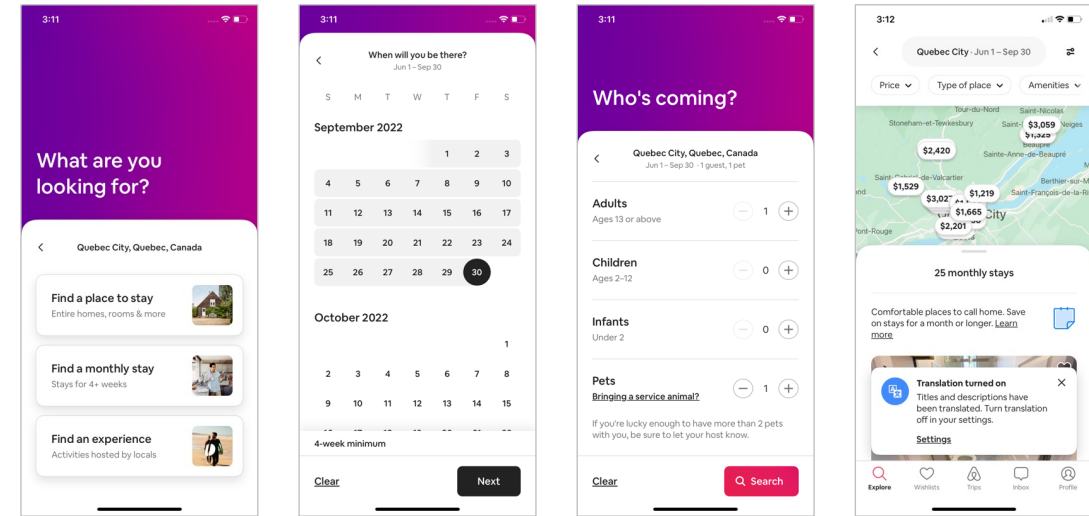 3:11
What are you
looking for?
Quebec City, Quebec, Canada
Find a place to stay
Entire homes, rooms & more
Find a monthly stay
Stays for 4+ weeks
Find an experience
Activities hosted by locals
3:11
When will you be there?
Jun 1 – Sep 30
S M T W T F S
September 2022
1 2 3
4 5 6 7 8 9 10
11 12 13 14 15 16 17
18 19 20 21 22 23 24
25 26 27 28 29 30
October 2022
1
2 3 4 5 6 7 8
9 10 11 12 13 14 15
4-week minimum
Clear
Next
3:11
Who's coming?
Quebec City, Quebec, Canada
Jun 1 – Sep 30 · 1 guest, 1 pet
Adults
Ages 13 or above
1
Children
Ages 2–12
0
Infants
Under 2
0
Pets
Bringing a service animal?
1
If you're lucky enough to have more than 2 pets
with you, be sure to let your host know.
Clear
Search
3:12
Quebec City · Jun 1 – Sep 30
Price
Type of place
Amenities
Tour-du-Nord
Saint-Nicolas
Stoneham-et-Tewkesbury
$3,059
Neiges
$1,325
Beaupré
$2,420
Sainte-Anne-de-Beaupré
$1,529
Berthier-sur-M
$1,219
Saint-François-de-la-Ri
$1,665
City
$2,201
Pont-Rouge
25 monthly stays
Comfortable places to call home. Save
on stays for a month or longer. Learn
more
Translation turned on
Titles and descriptions have
been translated. Turn translation
off in your settings.
Settings
Explore
Wishlists
Trips
Inbox
Profile